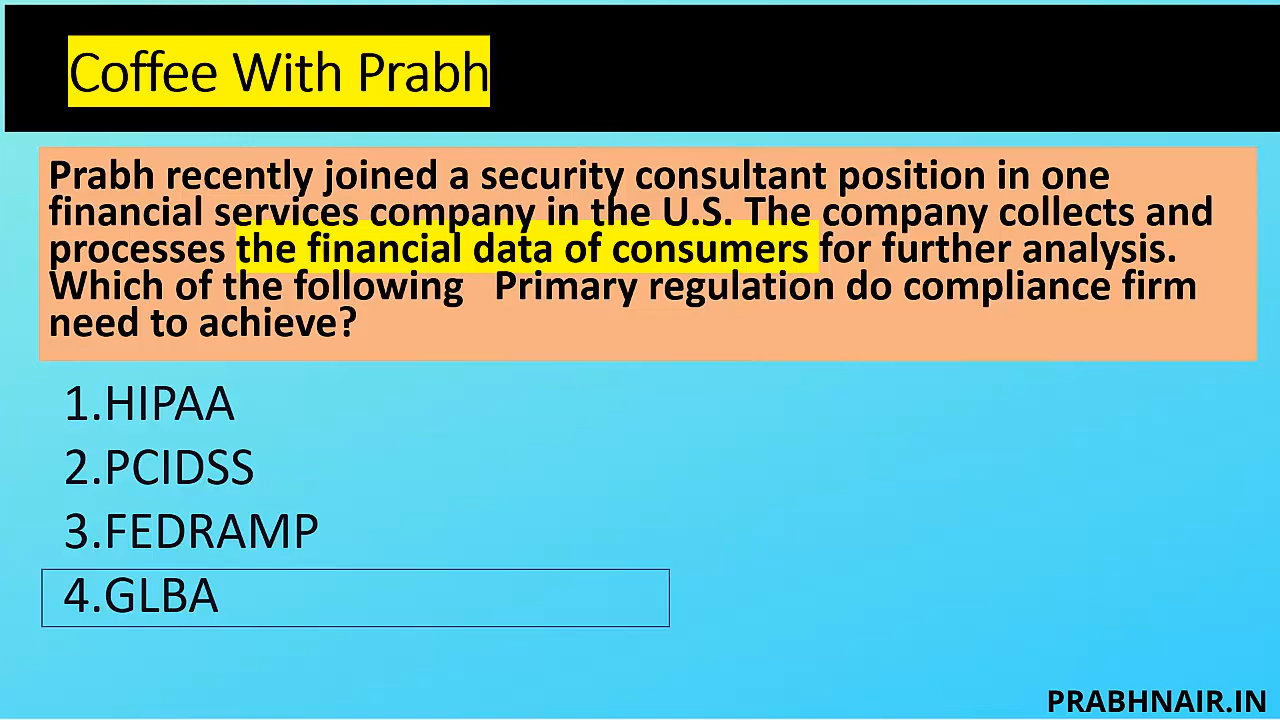 Coffee With Prabh
Prabh recently joined a security consultant position in one
financial services company in the U.S. The company collects and
processes the financial data of consumers for further analysis.
Which of the following   Primary regulation do compliance firm
need to achieve?
1.HIPAA
2.PCIDSS
3.FEDRAMP
4.GLBA
PRABHNAIR.IN